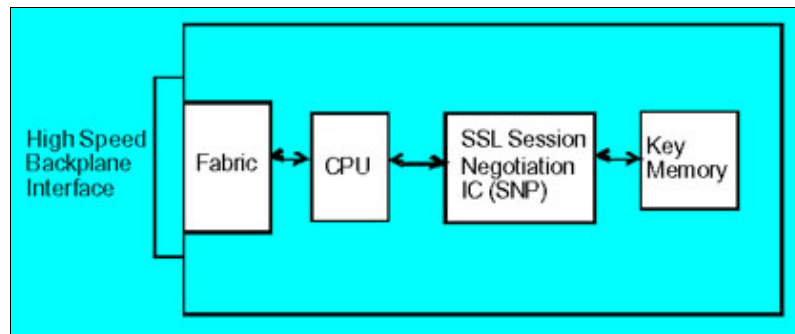 High Speed
Backplane
Interface
Fabric
CPU
SSL Session
Negotiation
IC (SNP)
Key
Memory